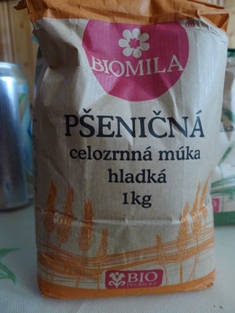 BIOMILA
PŠENIČNÁ
celozrnná múka
hladká
1kg
BIO